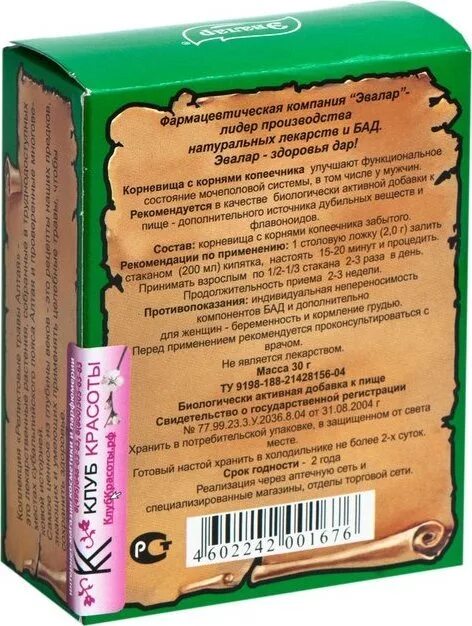 Эвалар
Фармацевтическая компания "Эвалар"-
лидер производства
натуральных лекарств и БАД.
Эвалар - здоровья дар!
Корневища с корнями копеечника улучшают функциональное
состояние мочеполовой системы, в том числе у мужчин.
Рекомендуется в качестве биологически активной добавки к
пище - дополнительного источника дубильных веществ и
флавоноидов.
Состав: корневища с корнями копеечника забытого.
Рекомендации по применению: 1 столовую ложку (2,0 г) залить
стаканом (200 мл) кипятка, настоять 15-20 минут и процедить.
Принимать взрослым по 1/2-1/3 стакана 2-3 раза в день.
Продолжительность приема 2-3 недели.
Противопоказания: индивидуальная непереносимость
компонентов БАД и дополнительно
для женщин - беременность и кормление грудью.
Перед применением рекомендуется проконсультироваться с
врачом.
Не является лекарством.
Масса 30 г
ТУ 9198-188-21428156-04
Биологически активная добавка к пище
Свидетельство о государственной регистрации
№ 77.99.23.3.У.2036.8.04 от 31.08.2004 г.
Хранить в потребительской упаковке, в защищенном от света
месте.
Готовый настой хранить в холодильнике не более 2-х суток.
Срок годности - 2 года
Реализация через аптечную сеть и
специализированные магазины, отделы торговой сети.
РСТ
4602242 001676
КЛУБ КРАСОТЫ
КлубКрасоты.рф